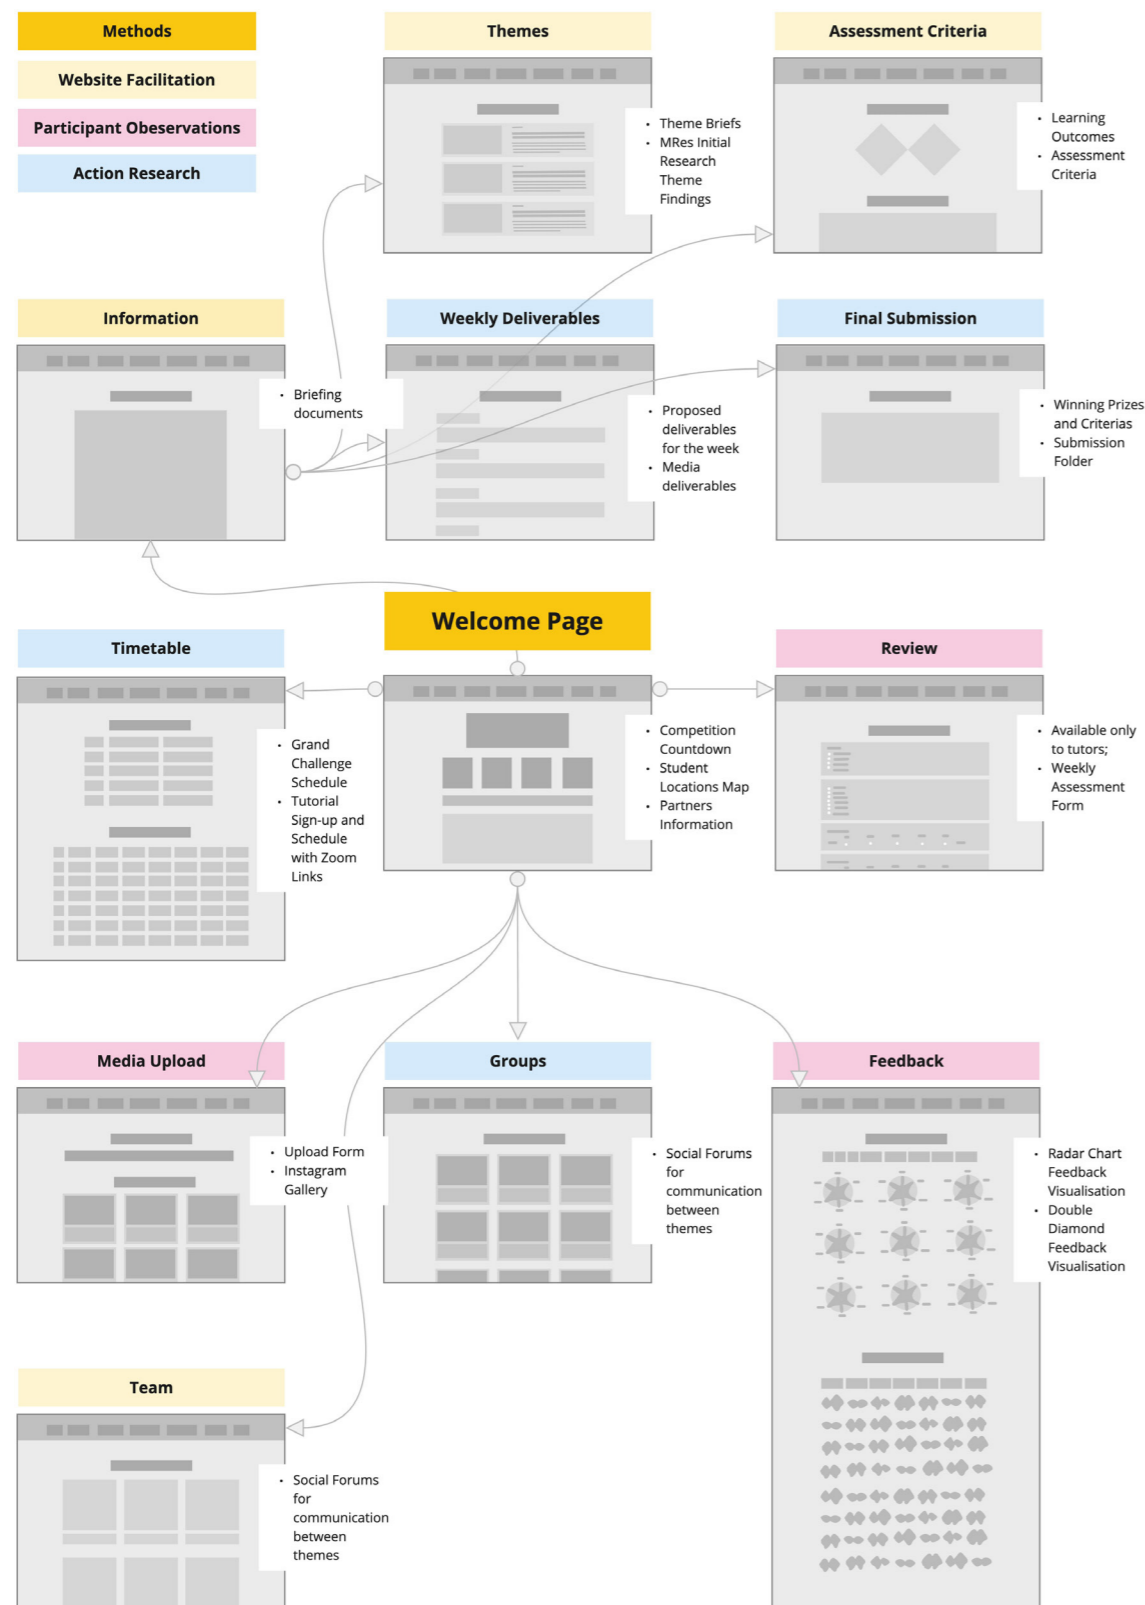 Methods
Website Facilitation
Participant Obeservations
Action Research
Themes
• Theme Briefs
• MRes Initial
Research
Theme
Findings
Assessment Criteria
• Learning
Outcomes
• Assessment
Criteria
Information
• Briefing
documents
Weekly Deliverables
• Proposed
deliverables
for the week
• Media
deliverables
Final Submission
• Winning Prizes
and Criterias
• Submission
Folder
Timetable
• Grand
Challenge
Schedule
• Tutorial
Sign-up and
Schedule
with Zoom
Links
Welcome Page
• Competition
Countdown
• Student
Locations Map
• Partners
Information
Review
• Available only
to tutors;
• Weekly
Assessment
Form
Media Upload
• Upload Form
• Instagram
Gallery
Groups
• Social Forums
for
communication
between
themes
Feedback
• Radar Chart
Feedback
Visualisation
• Double
Diamond
Feedback
Visualisation
Team
• Social Forums
for
communication
between
themes